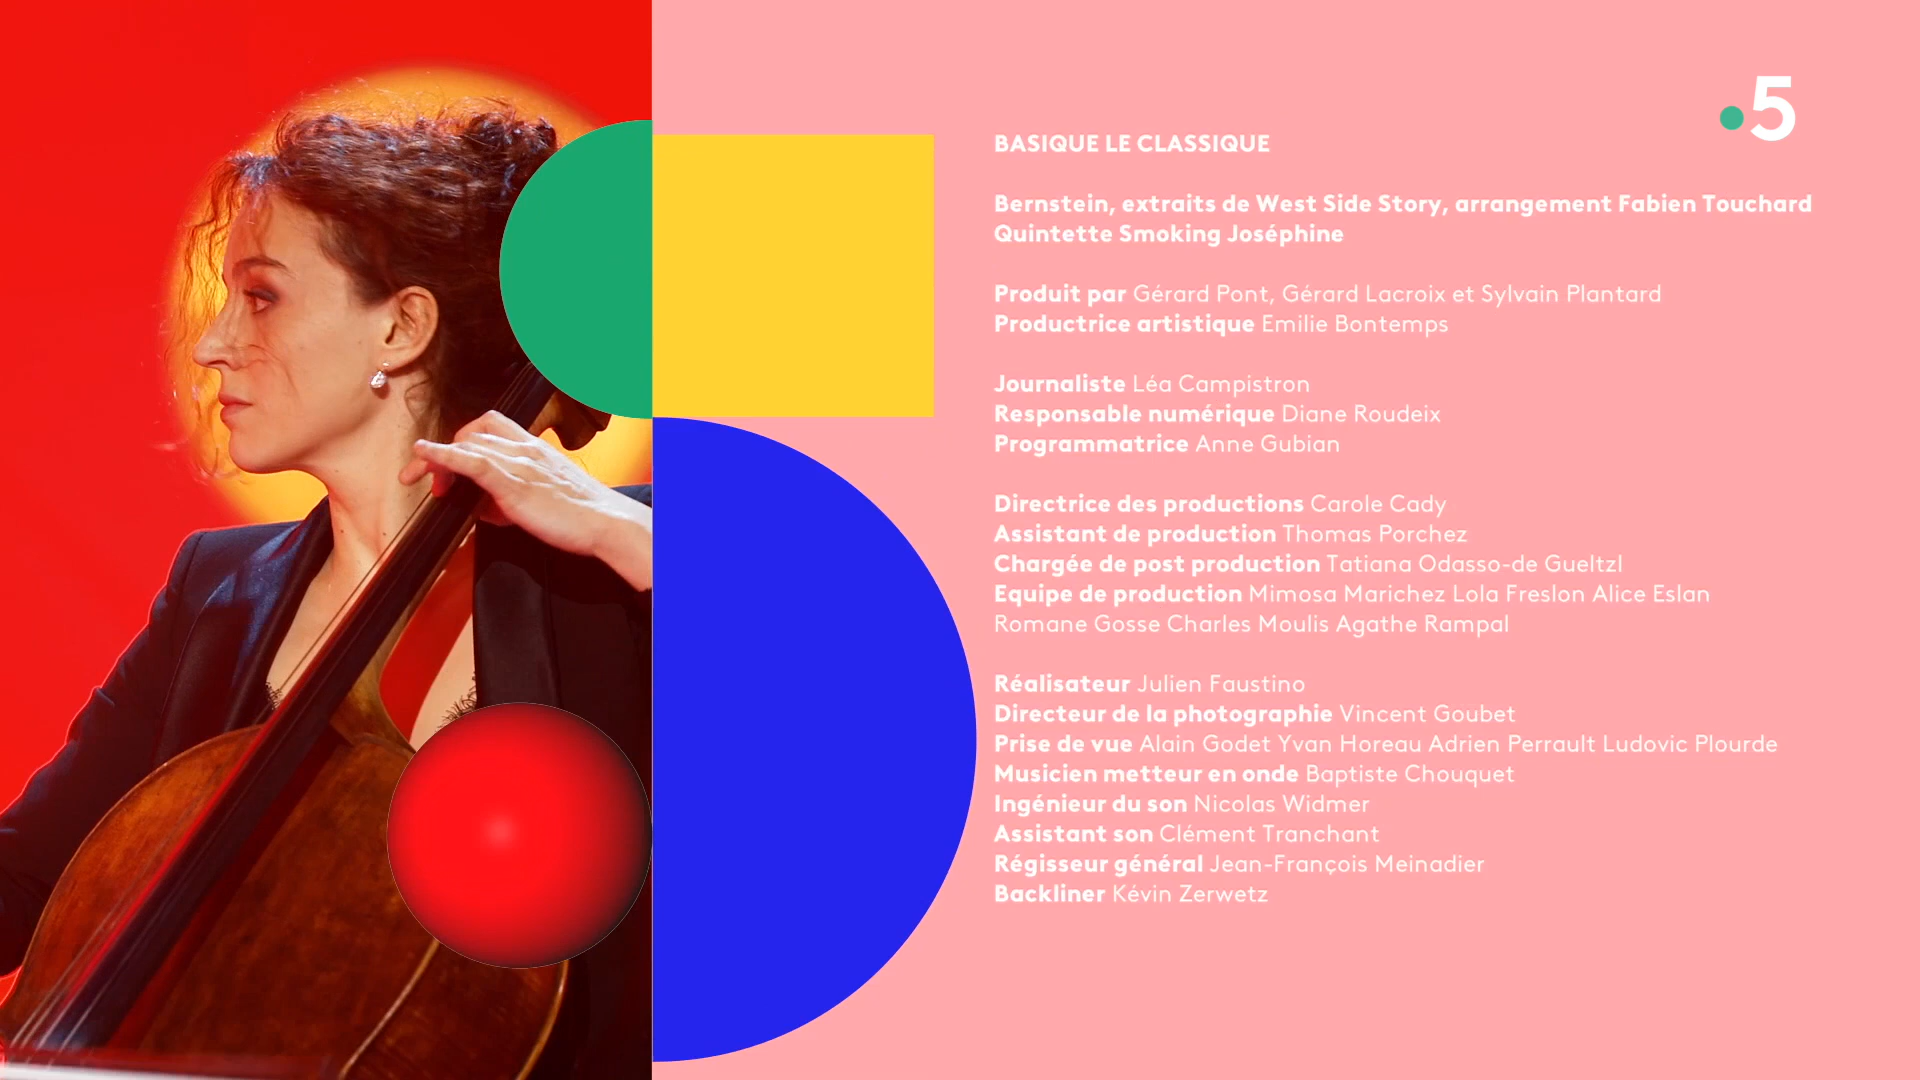 5
BASIQUE LE CLASSIQUE
Bernstein, extraits de West Side Story, arrangement Fabien Touchard
Quintette Smoking Joséphine
Produit par Gérard Pont, Gérard Lacroix et Sylvain Plantard
Productrice artistique Emilie Bontemps
Journaliste Léa Campistron
Responsable numérique Diane Roudeix
Programmatrice Anne Gubian
Directrice des productions Carole Cady
Assistant de production Thomas Porchez
Chargée de post production Tatiana Odasso-de Gueltzl
Equipe de production Mimosa Marichez Lola Freslon Alice Eslan
Romane Gosse Charles Moulis Agathe Rampal
Réalisateur Julien Faustino
Directeur de la photographie Vincent Goubet
Prise de vue Alain Godet Yvan Horeau Adrien Perrault Ludovic Plourde
Musicien metteur en onde Baptiste Chouquet
Ingénieur du son Nicolas Widmer
Assistant son Clément Tranchant
Régisseur général Jean-François Meinadier
Backliner Kévin Zerwetz